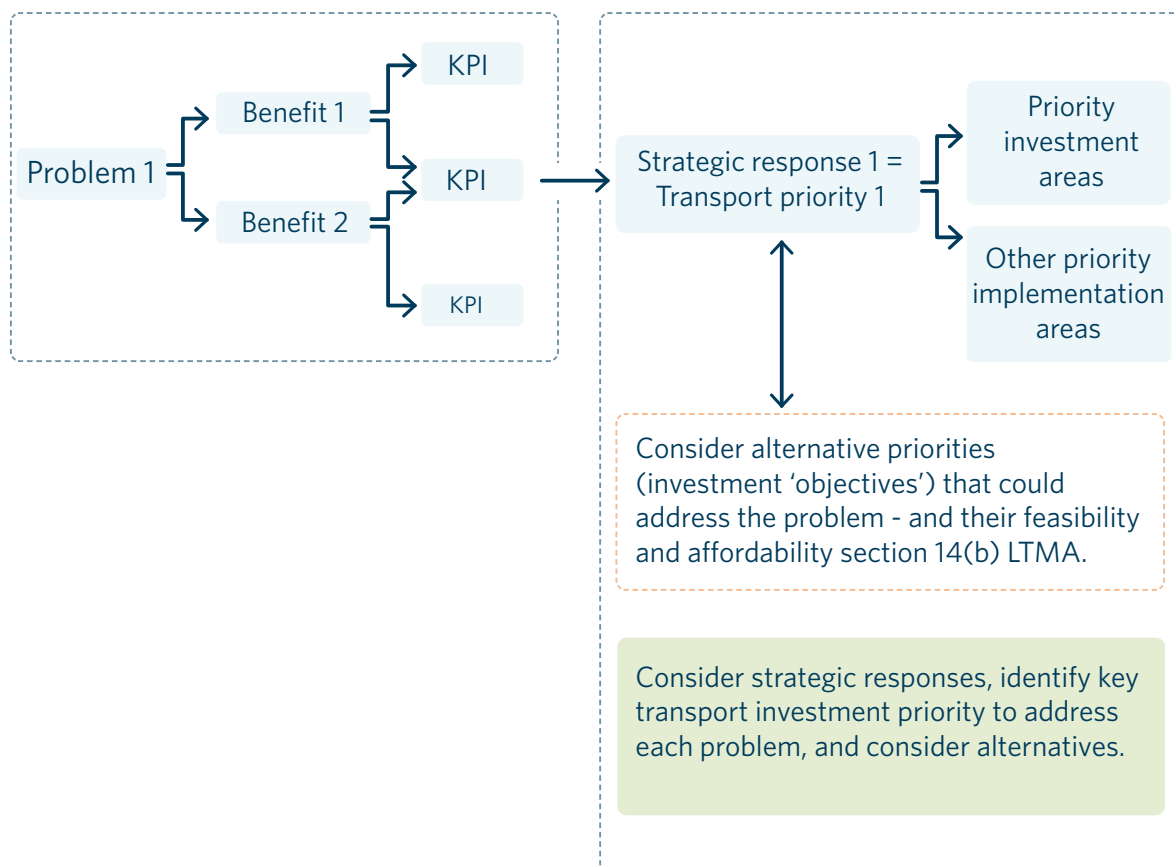 KPI
Benefit 1
Problem 1
KPI
Benefit 2
KPI
Strategic response 1 =
Transport priority 1
Priority
investment
areas
Other priority
implementation
areas
Consider alternative priorities
(investment ‘objectives’) that could
address the problem - and their feasibility
and affordability section 14(b) LTMA.
Consider strategic responses, identify key
transport investment priority to address
each problem, and consider alternatives.